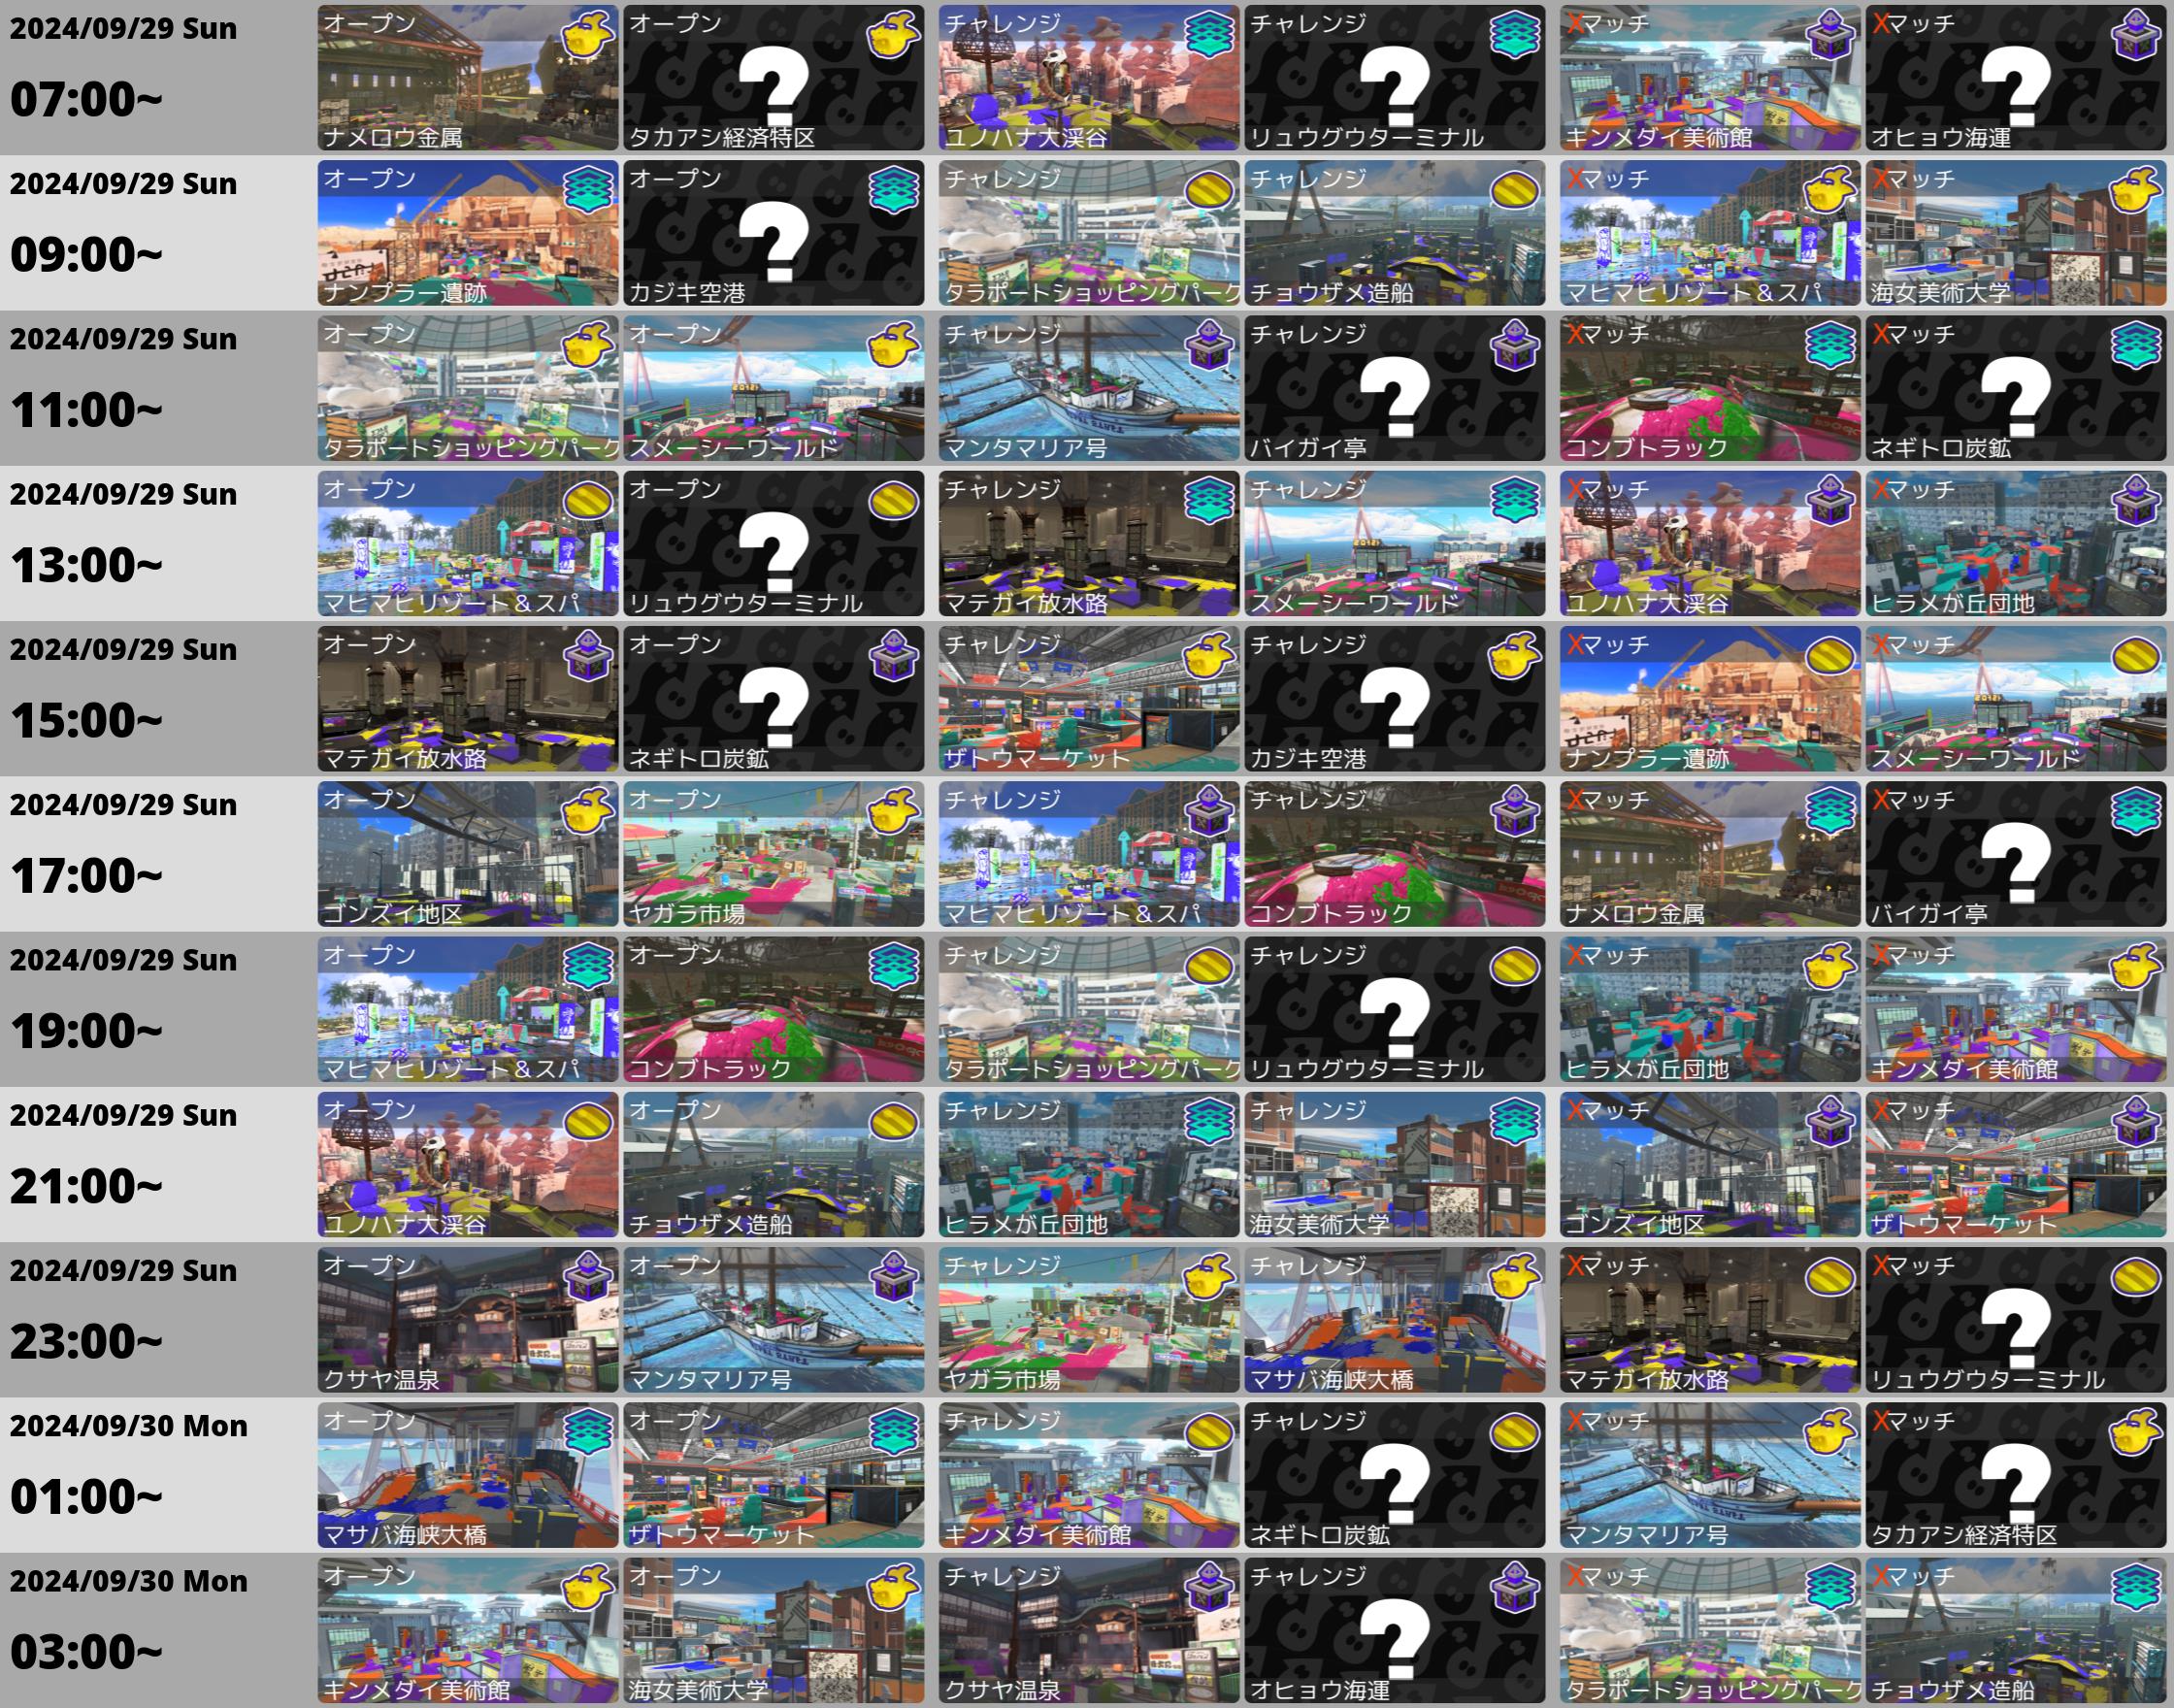 2024/09/29 Sun
07:00~
オープン
ナメロウ金属
オープン
タカアシ経済特区
チャレンジ
ユノハナ大渓谷
チャレンジ
リュウグウターミナル
Xマッチ
キンメダイ美術館
Xマッチ
オヒョウ海運
2024/09/29 Sun
09:00~
オープン
ナンプラー遺跡
オープン
カジキ空港
チャレンジ
タラポートショッピングパーク
チャレンジ
チョウザメ造船
Xマッチ
マヒマヒリゾート＆スパ
Xマッチ
海女美術大学
2024/09/29 Sun
11:00~
オープン
タラポートショッピングパーク
オープン
スメーシーワールド
チャレンジ
マンタマリア号
チャレンジ
バイガイ亭
Xマッチ
コンブトラック
Xマッチ
ネギトロ炭鉱
2024/09/29 Sun
13:00~
オープン
マヒマヒリゾート＆スパ
オープン
リュウグウターミナル
チャレンジ
マテガイ放水路
チャレンジ
スメーシーワールド
Xマッチ
ユノハナ大渓谷
Xマッチ
ヒラメが丘団地
2024/09/29 Sun
15:00~
オープン
マテガイ放水路
オープン
ネギトロ炭鉱
チャレンジ
ザトウマーケット
チャレンジ
カジキ空港
Xマッチ
ナンプラー遺跡
Xマッチ
スメーシーワールド
2024/09/29 Sun
17:00~
オープン
ゴンズイ地区
オープン
ヤガラ市場
チャレンジ
マヒマヒリゾート＆スパ
チャレンジ
コンブトラック
Xマッチ
ナメロウ金属
Xマッチ
バイガイ亭
2024/09/29 Sun
19:00~
オープン
マヒマヒリゾート＆スパ
オープン
コンブトラック
チャレンジ
タラポートショッピングパーク
チャレンジ
リュウグウターミナル
Xマッチ
ヒラメが丘団地
Xマッチ
キンメダイ美術館
2024/09/29 Sun
21:00~
オープン
ユノハナ大渓谷
オープン
チョウザメ造船
チャレンジ
ヒラメが丘団地
チャレンジ
海女美術大学
Xマッチ
ゴンズイ地区
Xマッチ
ザトウマーケット
2024/09/29 Sun
23:00~
オープン
クサヤ温泉
オープン
マンタマリア号
チャレンジ
ヤガラ市場
チャレンジ
マサバ海峡大橋
Xマッチ
マテガイ放水路
Xマッチ
リュウグウターミナル
2024/09/30 Mon
01:00~
オープン
マサバ海峡大橋
オープン
ザトウマーケット
チャレンジ
キンメダイ美術館
チャレンジ
ネギトロ炭鉱
Xマッチ
マンタマリア号
Xマッチ
タカアシ経済特区
2024/09/30 Mon
03:00~
オープン
キンメダイ美術館
オープン
海女美術大学
チャレンジ
クサヤ温泉
チャレンジ
オヒョウ海運
Xマッチ
タラポートショッピングパーク
Xマッチ
チョウザメ造船